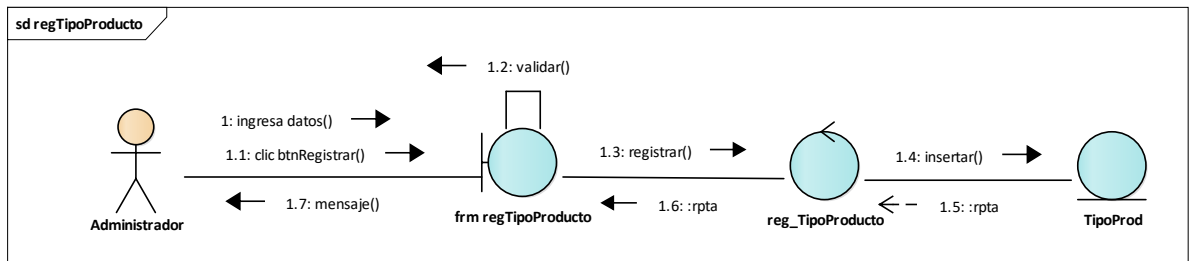 sd regTipoProducto
1.2: validar()
1: ingresa datos()
1.1: clic btnRegistrar()
1.3: registrar()
1.4: insertar()
1.7: mensaje()
1.6: :rpta
1.5: :rpta
Administrador
frm regTipoProducto
reg_TipoProducto
TipoProd